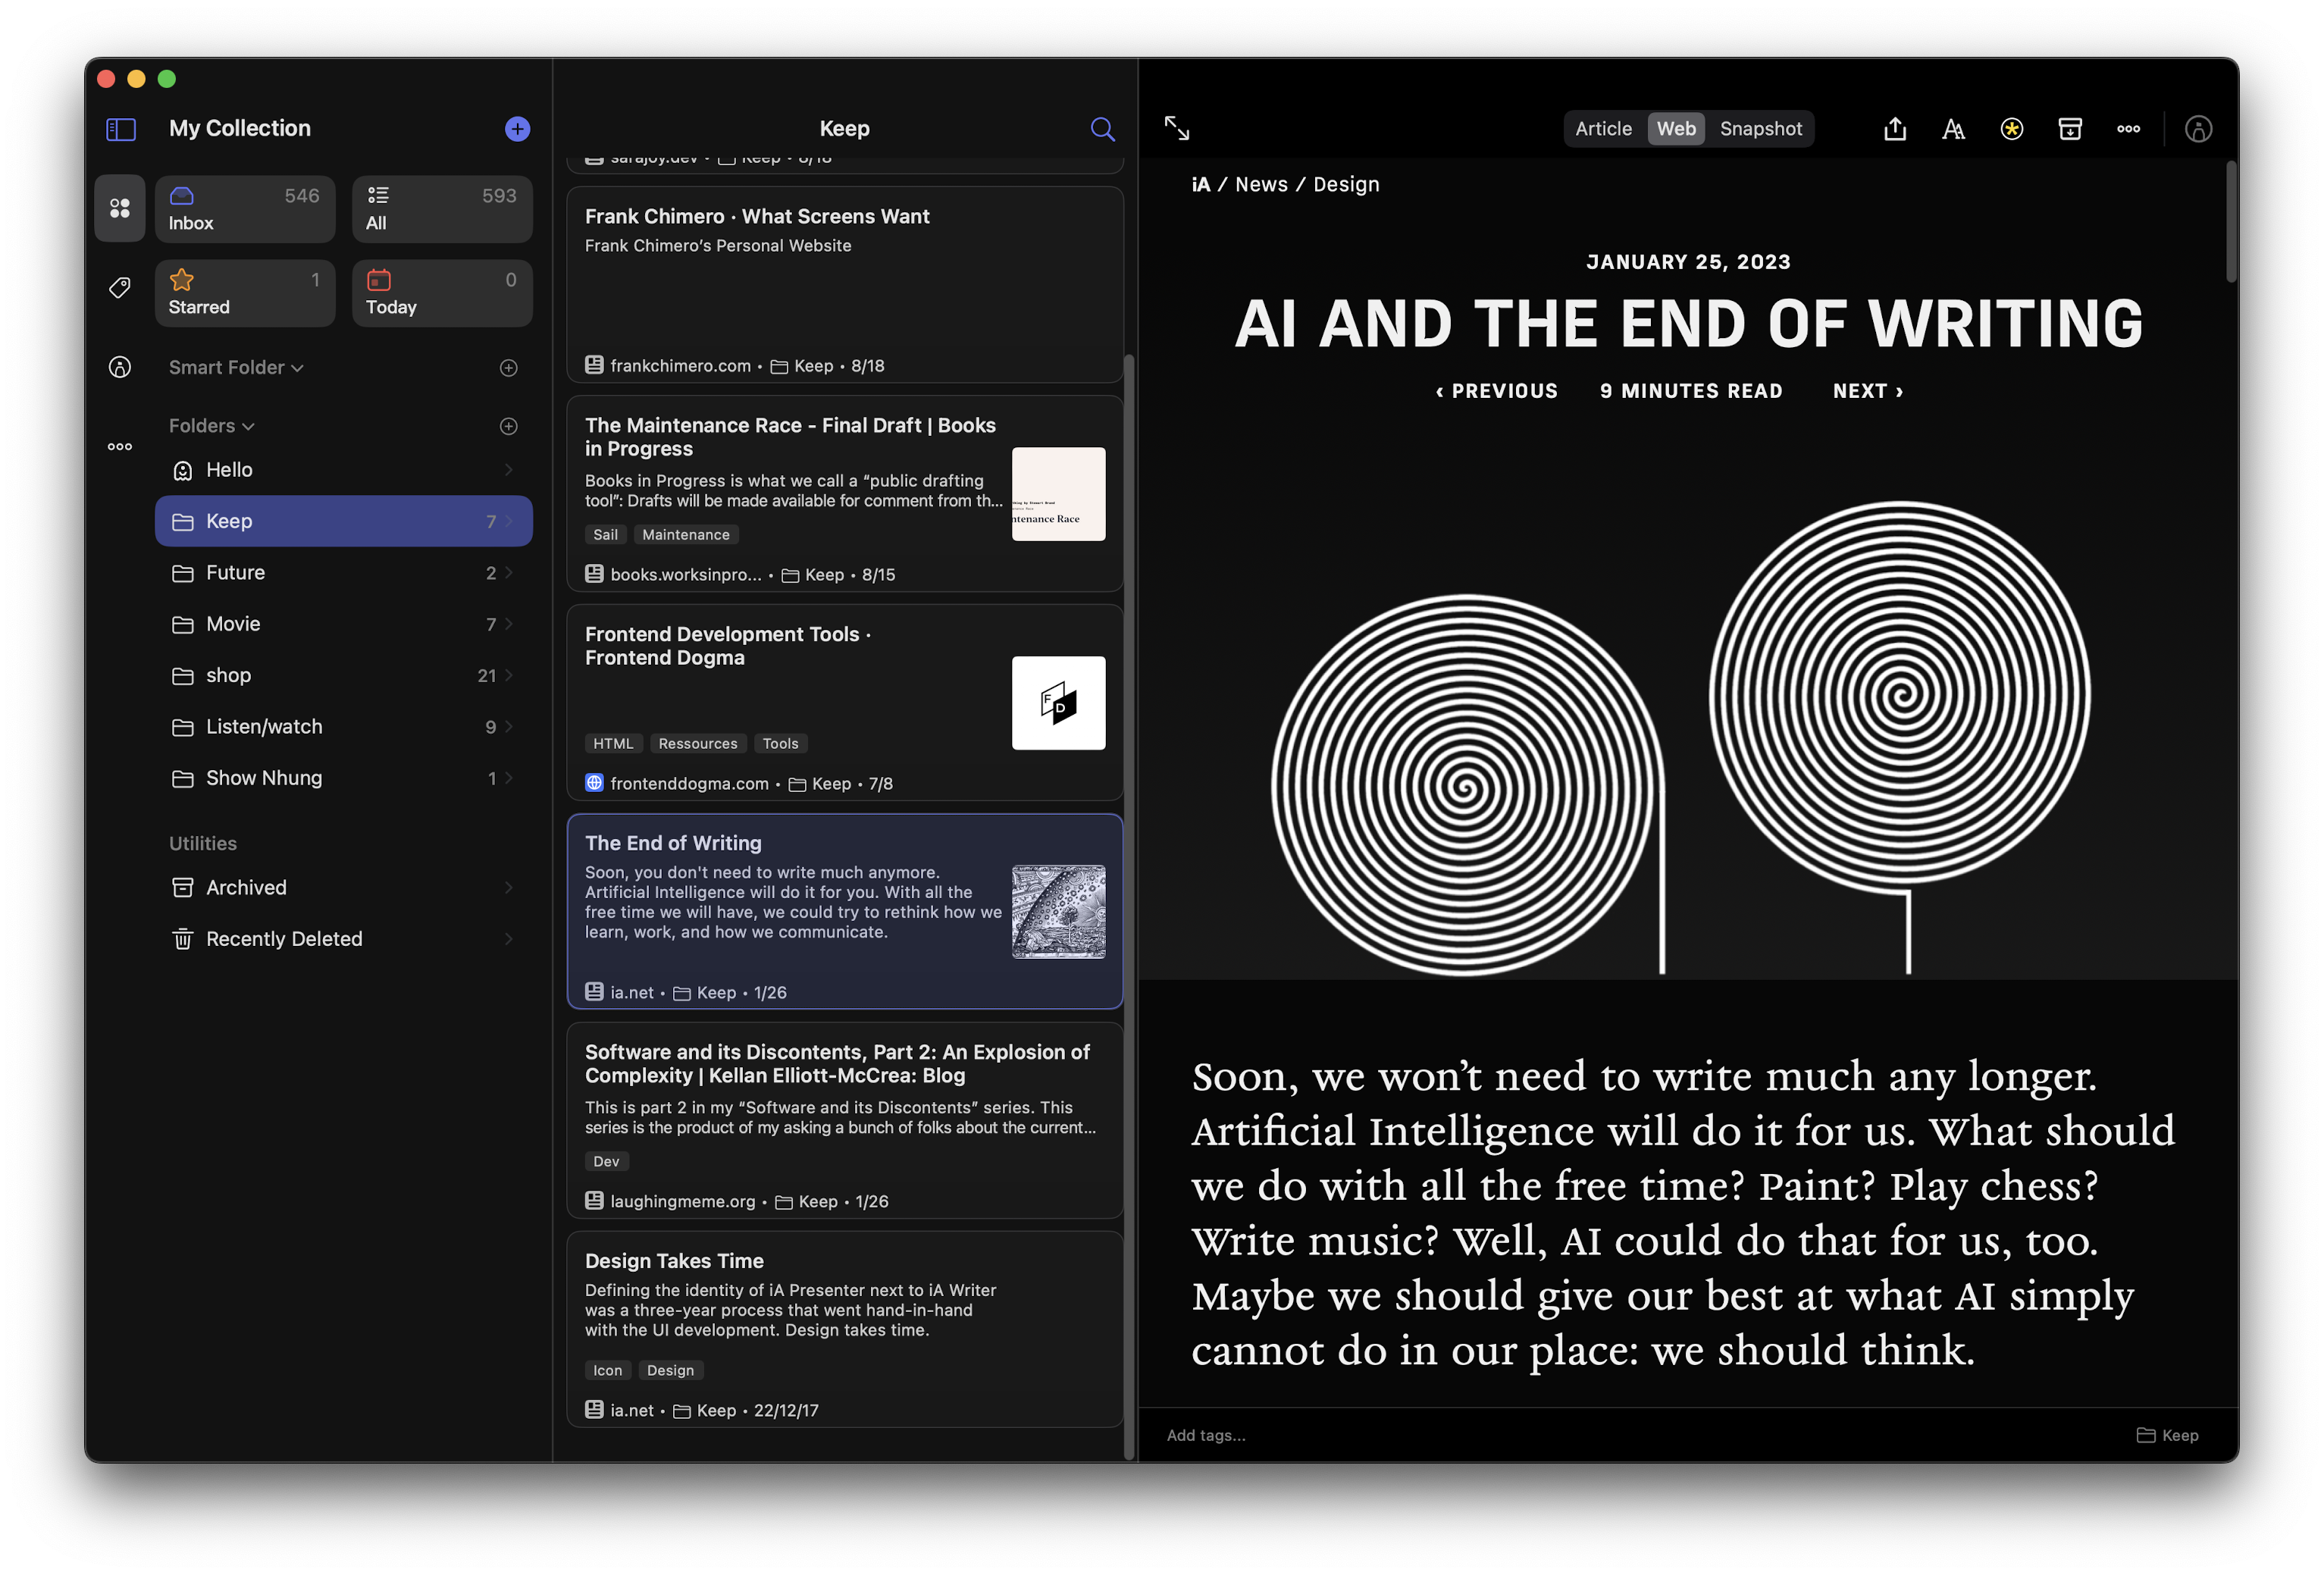 My Collection
Inbox 546
All 593
Starred 1
Today 0
Smart Folder
Folders
Hello
Keep 7
Future 2
Movie 7
shop 21
Listen/watch 9
Show Nhung 1
Utilities
Archived
Recently Deleted
Keep
sarajoy.dev • Keep • 8/18
Frank Chimero · What Screens Want
Frank Chimero’s Personal Website
frankchimero.com • Keep • 8/18
The Maintenance Race - Final Draft | Books
in Progress
Books in Progress is what we call a “public drafting
tool”: Drafts will be made available for comment from th...
Sail Maintenance
ntenance Race
books.worksinpro... • Keep • 8/15
Frontend Development Tools ·
Frontend Dogma
F
D
HTML Ressources Tools
frontenddogma.com • Keep • 7/8
The End of Writing
Soon, you don't need to write much anymore.
Artificial Intelligence will do it for you. With all the
free time we will have, we could try to rethink how we
learn, work, and how we communicate.
ia.net • Keep • 1/26
Software and its Discontents, Part 2: An Explosion of
Complexity | Kellan Elliott-McCrea: Blog
This is part 2 in my “Software and its Discontents” series. This
series is the product of my asking a bunch of folks about the current...
Dev
laughingmeme.org • Keep • 1/26
Design Takes Time
Defining the identity of iA Presenter next to iA Writer
was a three-year process that went hand-in-hand
with the UI development. Design takes time.
Icon Design
ia.net • Keep • 22/12/17
Article Web Snapshot
iA / News / Design
JANUARY 25, 2023
AI AND THE END OF WRITING
‹ PREVIOUS 9 MINUTES READ NEXT ›
Soon, we won’t need to write much any longer.
Artificial Intelligence will do it for us. What should
we do with all the free time? Paint? Play chess?
Write music? Well, AI could do that for us, too.
Maybe we should give our best at what AI simply
cannot do in our place: we should think.
Add tags...
Keep